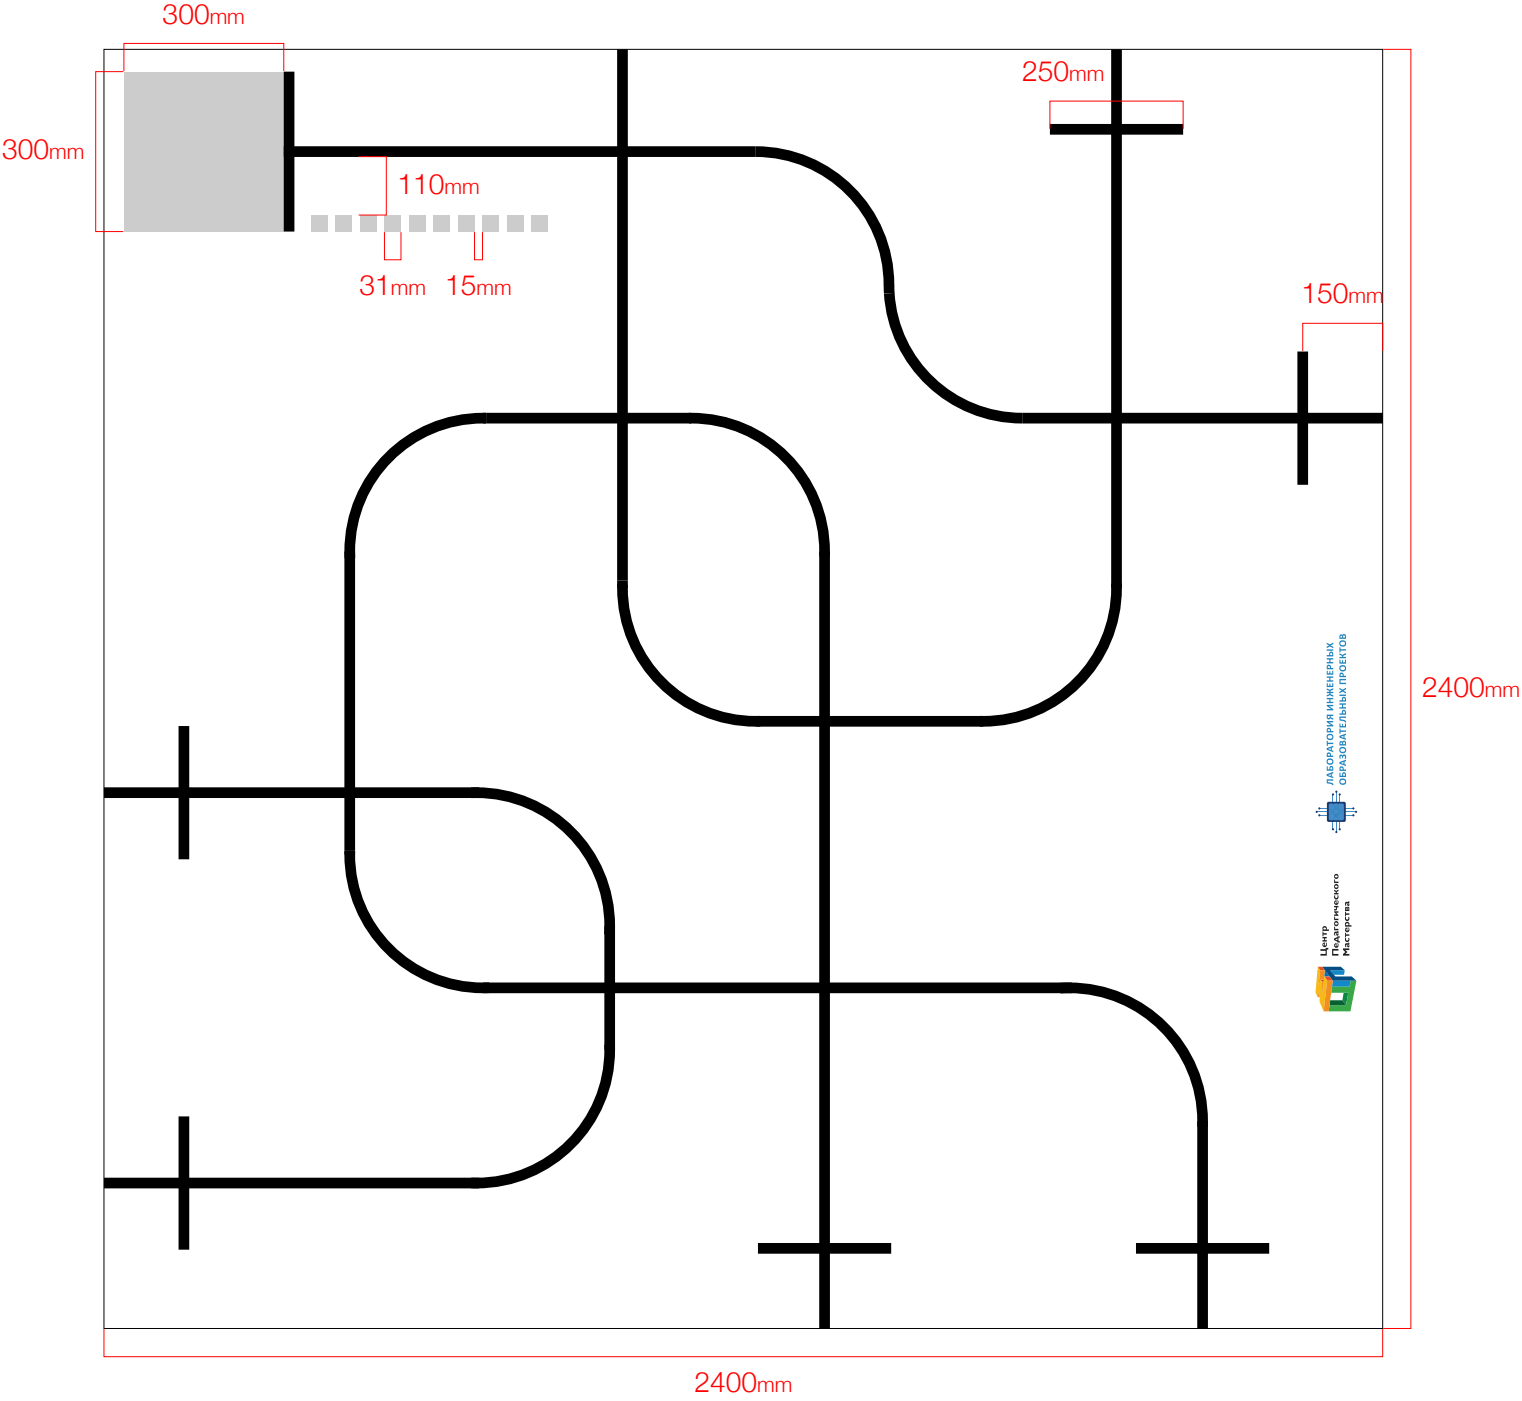 300mm
250mm
300mm
110mm
31mm 15mm
150mm
ЛАБОРАТОРИЯ ИНЖЕНЕРНЫХ
ОБРАЗОВАТЕЛЬНЫХ ПРОЕКТОВ
2400mm
Центр
Педагогического
Мастерства
2400mm